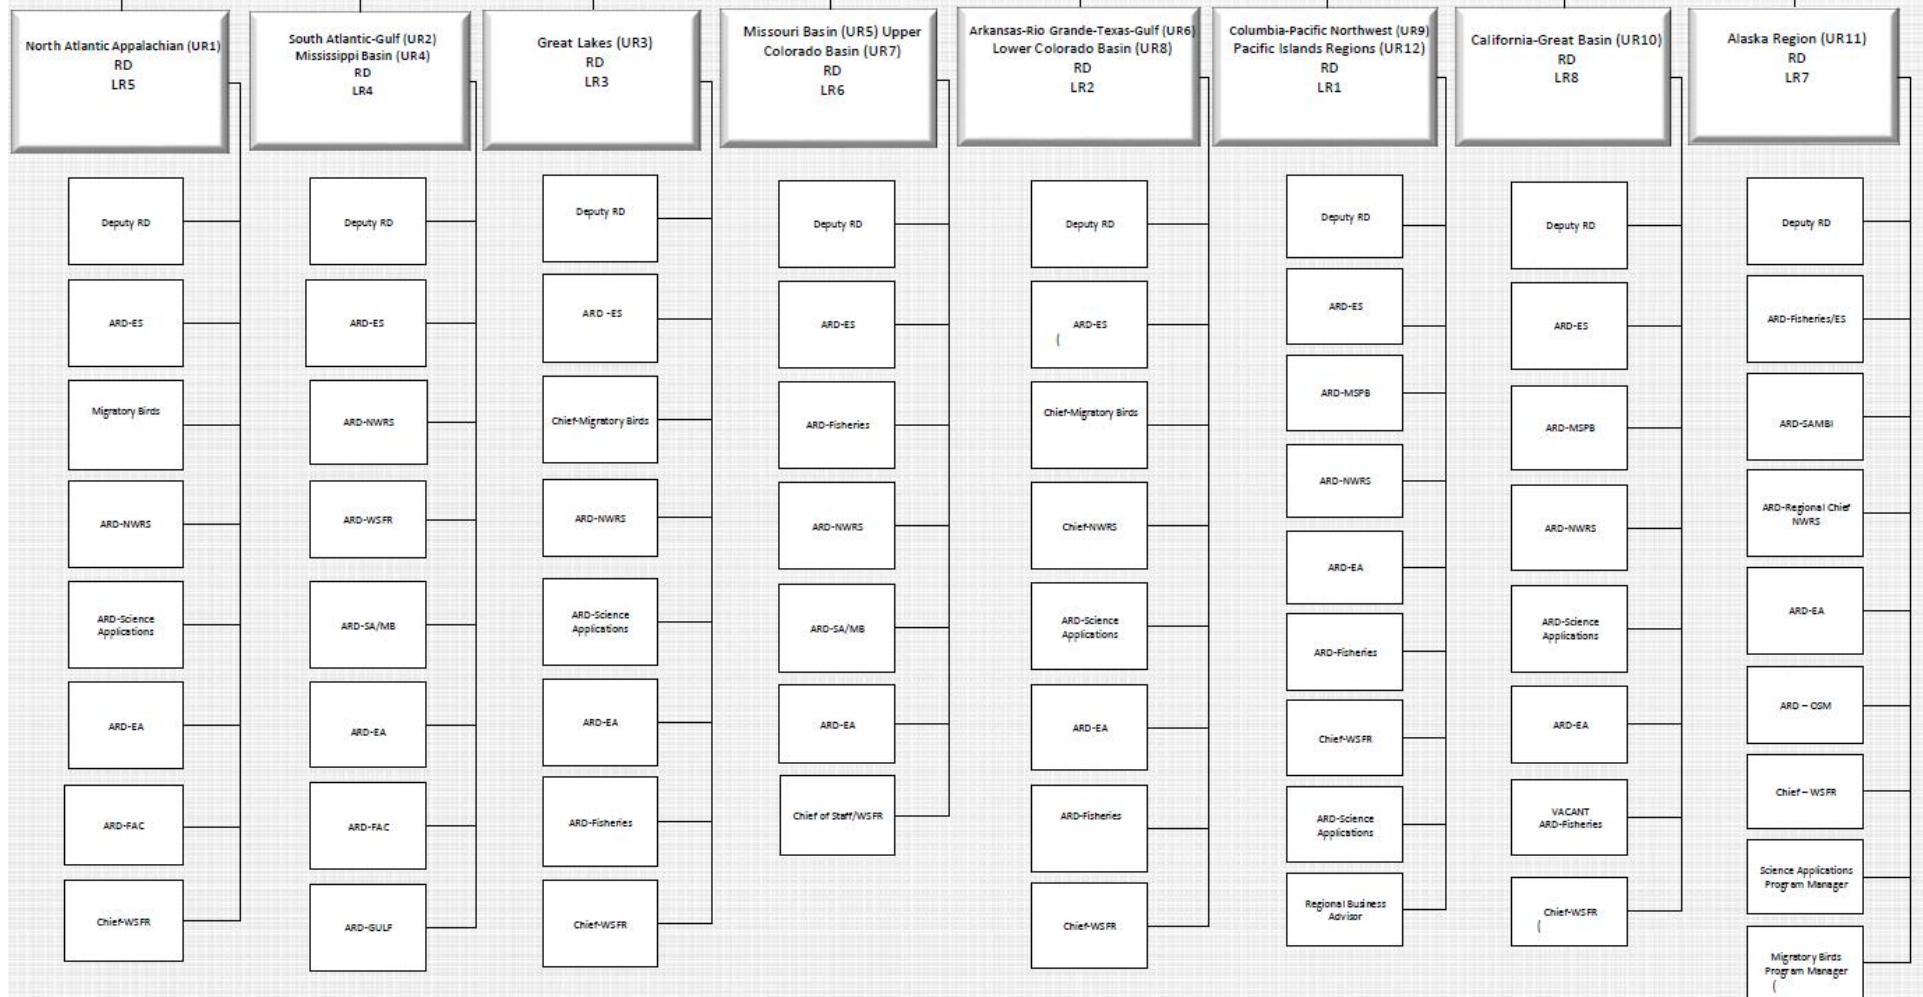 North Atlantic Appalachian (UR1)
RD
LR5
Deputy RD
ARD-ES
Migratory Birds
ARD-NWRS
ARD-Science
Applications
ARD-EA
ARD-FAC
Chief-WSFR
South Atlantic-Gulf (UR2)
Mississippi Basin (UR4)
RD
LR4
Deputy RD
ARD-ES
ARD-NWRS
ARD-WSFR
ARD-SA/MB
ARD-EA
ARD-FAC
ARD-GULF
Great Lakes (UR3)
RD
LR3
Deputy RD
ARD -ES
Chief-Migratory Birds
ARD-NWRS
ARD-Science
Applications
ARD-EA
ARD-Fisheries
Chief-WSFR
Missouri Basin (UR5) Upper
Colorado Basin (UR7)
RD
LR6
Deputy RD
ARD-ES
ARD-Fisheries
ARD-NWRS
ARD-SA/MB
ARD-EA
Chief of Staff/WSFR
Arkansas-Rio Grande-Texas-Gulf (UR6)
Lower Colorado Basin (UR8)
RD
LR2
Deputy RD
ARD-ES
(
Chief-Migratory Birds
Chief-NWRS
ARD-Science
Applications
ARD-EA
ARD-Fisheries
Chief-WSFR
Columbia-Pacific Northwest (UR9)
Pacific Islands Regions (UR12)
RD
LR1
Deputy RD
ARD-ES
ARD-MSPB
ARD-NWRS
ARD-EA
ARD-Fisheries
Chief-WSFR
ARD-Science
Applications
Regional Business
Advisor
California-Great Basin (UR10)
RD
LR8
Deputy RD
ARD-ES
ARD-MSPB
ARD-NWRS
ARD-Science
Applications
ARD-EA
VACANT
ARD-Fisheries
Chief-WSFR
(
Alaska Region (UR11)
RD
LR7
Deputy RD
ARD-Fisheries/ES
ARD-SAMBI
ARD-Regional Chief
NWRS
ARD-EA
ARD – OSM
Chief – WSFR
Science Applications
Program Manager
Migratory Birds
Program Manager
(